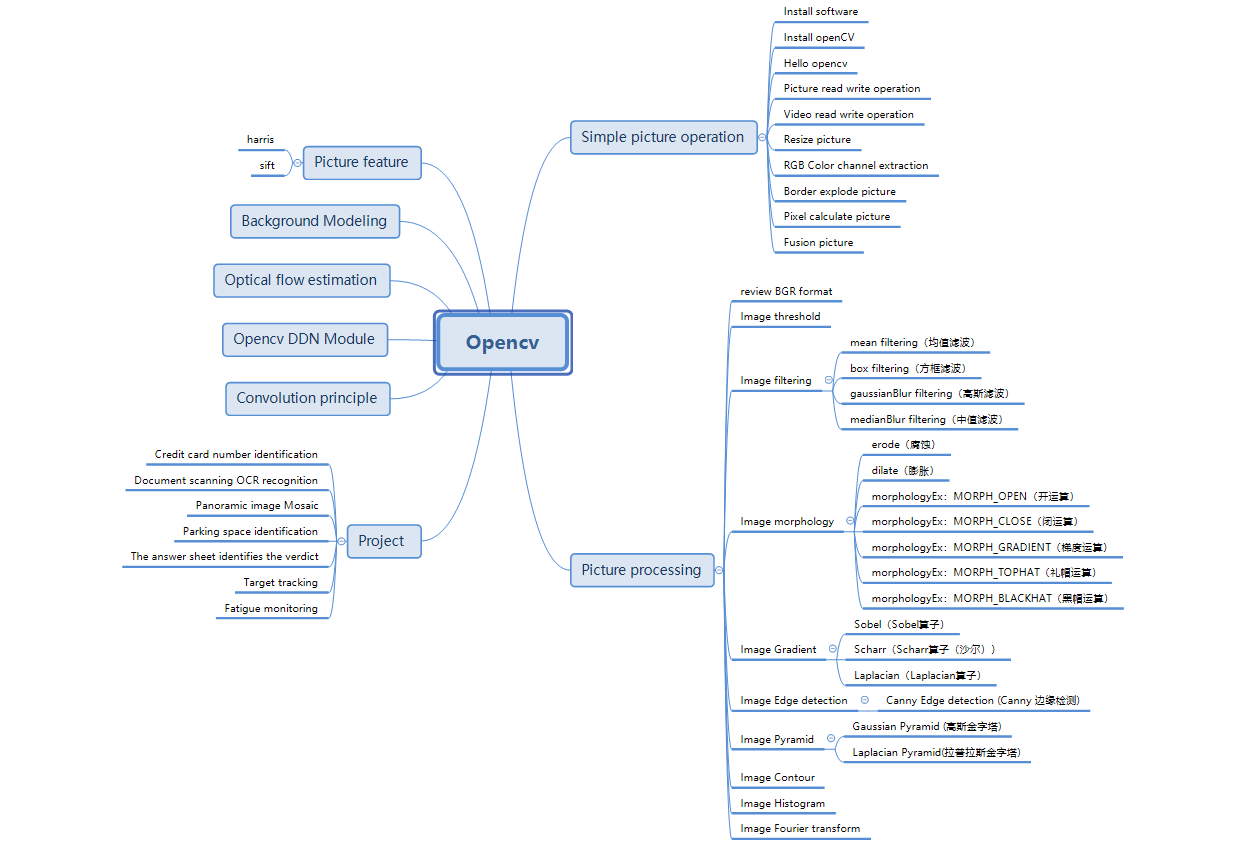 Opencv
Simple picture operation
Install software
Install openCV
Hello opencv
Picture read write operation
Video read write operation
Resize picture
RGB Color channel extraction
Border explode picture
Pixel calculate picture
Fusion picture
Picture processing
review BGR format
Image threshold
Image filtering
mean filtering（均值滤波）
box filtering（方框滤波）
gaussianBlur filtering（高斯滤波）
medianBlur filtering（中值滤波）
Image morphology
erode（腐蚀）
dilate（膨胀）
morphologyEx：MORPH_OPEN（开运算）
morphologyEx：MORPH_CLOSE（闭运算）
morphologyEx：MORPH_GRADIENT（梯度运算）
morphologyEx：MORPH_TOPHAT（礼帽运算）
morphologyEx：MORPH_BLACKHAT（黑帽运算）
Image Gradient
Sobel（Sobel算子）
Scharr（Scharr算子（沙尔））
Laplacian（Laplacian算子）
Image Edge detection
Canny Edge detection (Canny 边缘检测)
Image Pyramid
Gaussian Pyramid (高斯金字塔)
Laplacian Pyramid(拉普拉斯金字塔)
Image Contour
Image Histogram
Image Fourier transform
Picture feature
harris
sift
Background Modeling
Optical flow estimation
Opencv DDN Module
Convolution principle
Project
Credit card number identification
Document scanning OCR recognition
Panoramic image Mosaic
Parking space identification
The answer sheet identifies the verdict
Target tracking
Fatigue monitoring